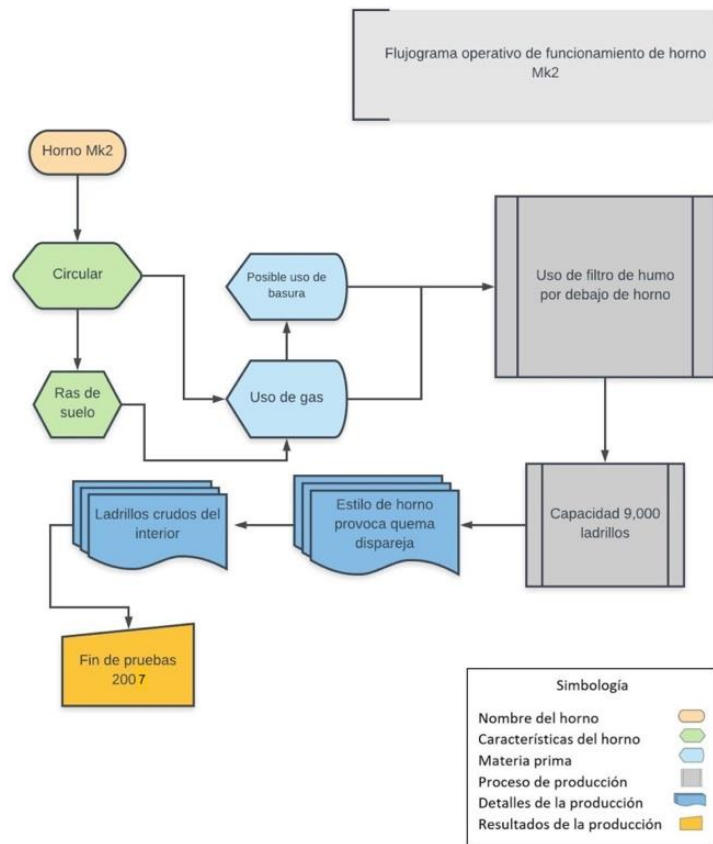 Flujograma operativo de funcionamiento de horno
Mk2
Horno Mk2
Circular
Ras de
suelo
Posible uso de
basura
Uso de gas
Uso de filtro de humo
por debajo de horno
Capacidad 9,000
ladrillos
Estilo de horno
provoca quema
dispareja
Ladrillos crudos del
interior
Fin de pruebas
2007
Simbología
Nombre del horno
Características del horno
Materia prima
Proceso de producción
Detalles de la producción
Resultados de la producción